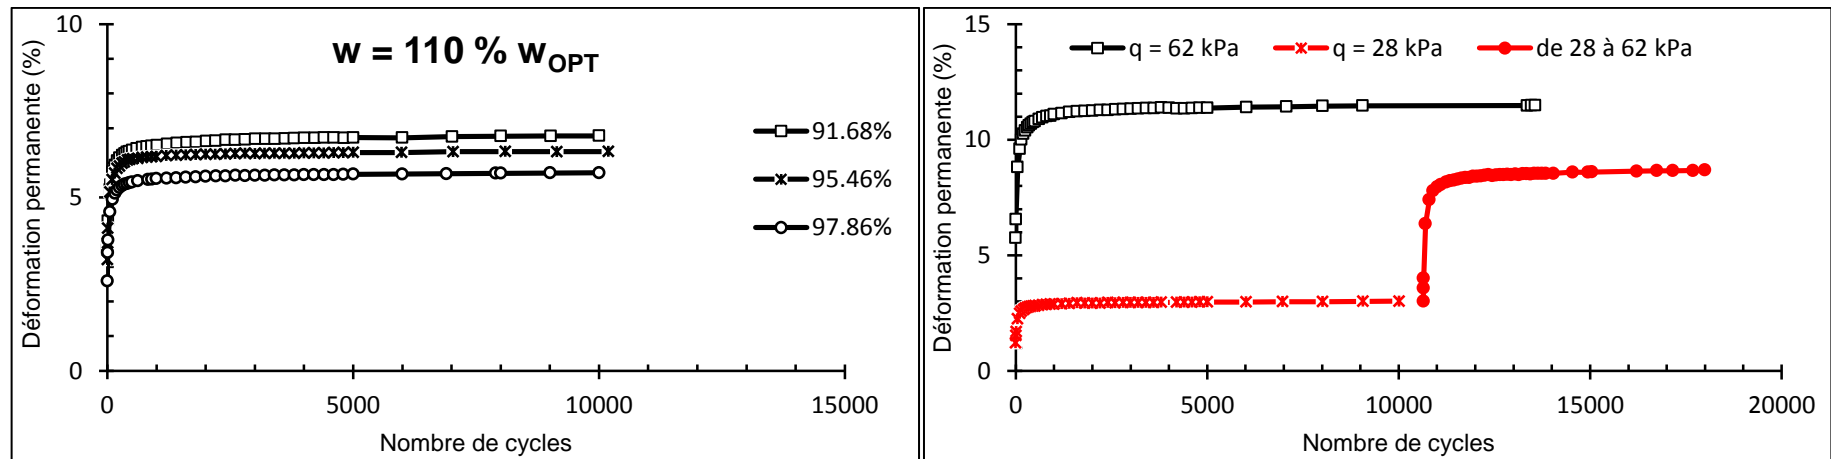 w = 110 % wOPT
Déformation permanente (%)
10
5
0
91.68%
95.46%
97.86%
0 5000 10000 15000
Nombre de cycles
q = 62 kPa q = 28 kPa de 28 à 62 kPa
Déformation permanente (%)
15
10
5
0
0 5000 10000 15000 20000
Nombre de cycles